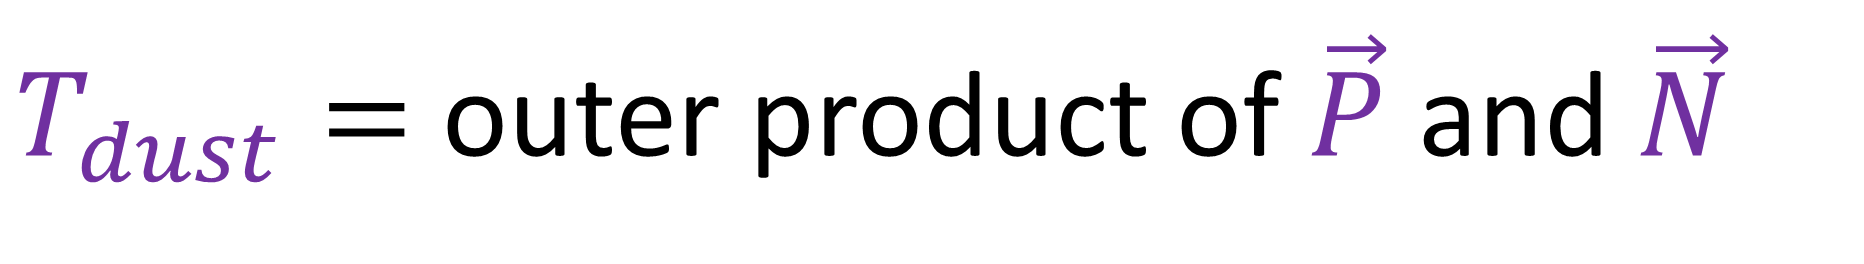 T_dust = outer product of P⃗ and N⃗